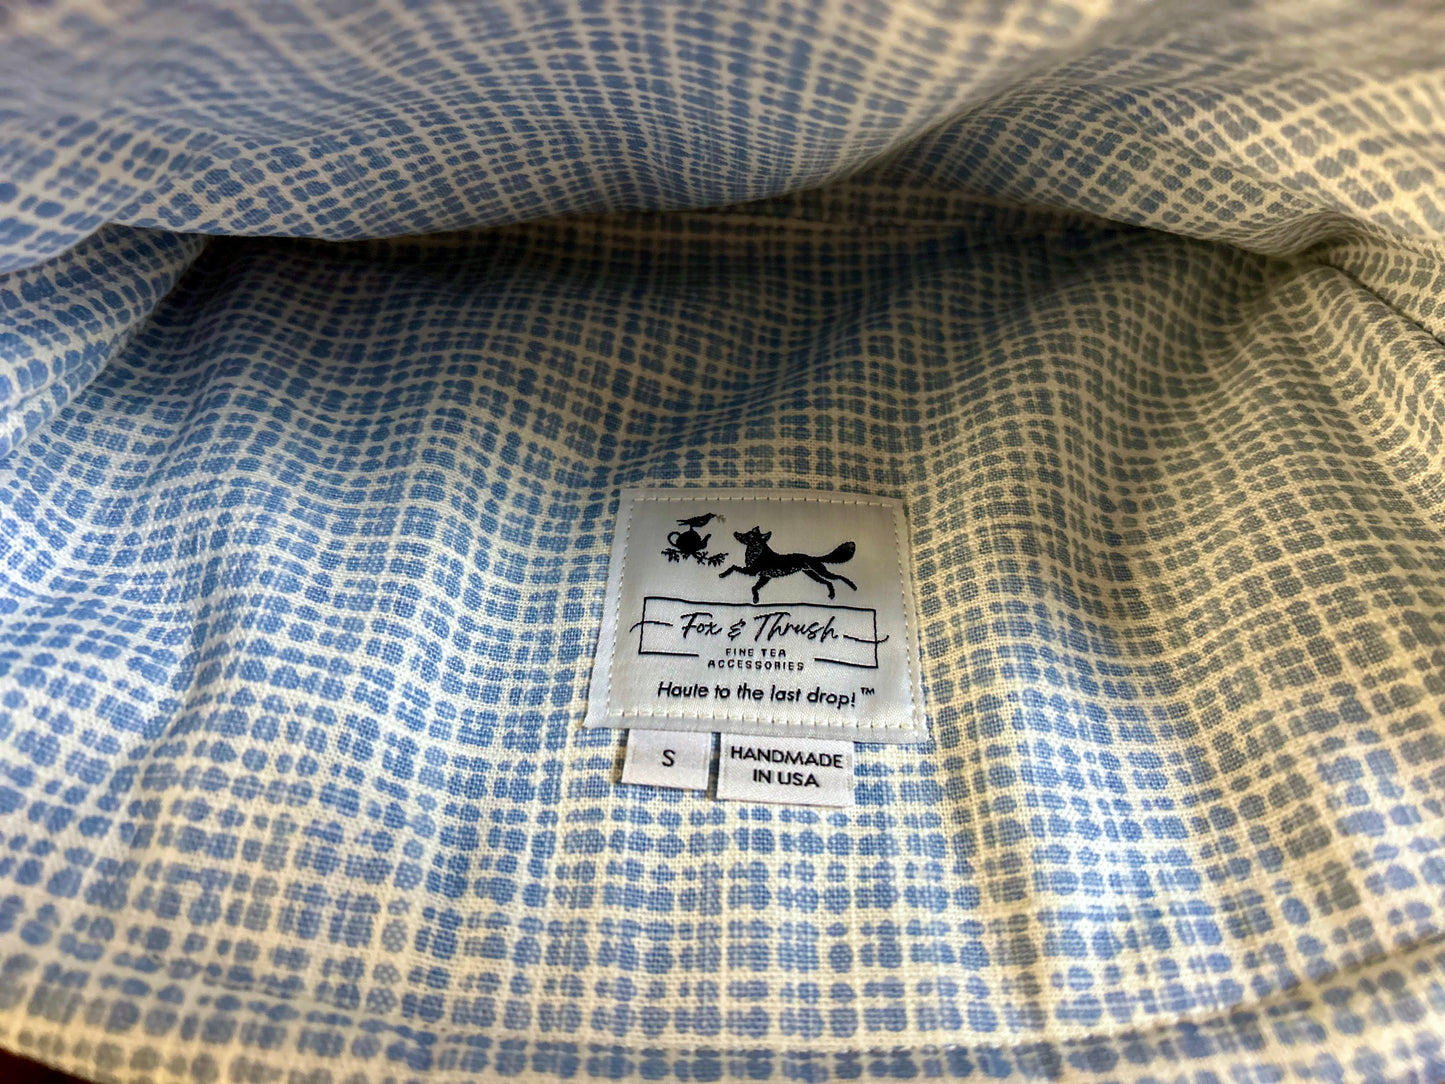 Fox & Thrush
FINE TEA
ACCESSORIES
Haute to the last drop!™
S
HANDMADE
IN USA